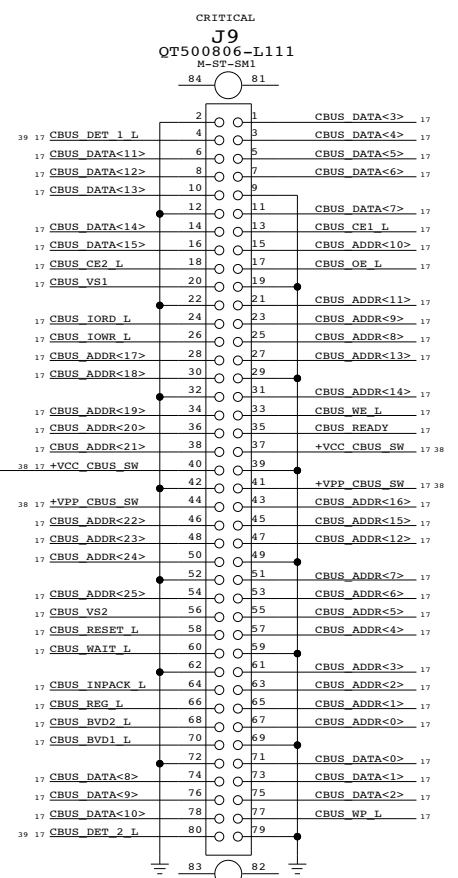 CRITICAL
J9
QT500806-L111
M-ST-SM1
84 81
2 1 CBUS_DATA<3> 17
39 17 CBUS_DET_1_L 4 3 CBUS_DATA<4> 17
17 CBUS_DATA<11> 6 5 CBUS_DATA<5> 17
17 CBUS_DATA<12> 8 7 CBUS_DATA<6> 17
17 CBUS_DATA<13> 10 9
12 11 CBUS_DATA<7> 17
17 CBUS_DATA<14> 14 13 CBUS_CE1_L 17
17 CBUS_DATA<15> 16 15 CBUS_ADDR<10> 17
17 CBUS_CE2_L 18 17 CBUS_OE_L 17
17 CBUS_VS1 20 19
22 21 CBUS_ADDR<11> 17
17 CBUS_IORD_L 24 23 CBUS_ADDR<9> 17
17 CBUS_IOWR_L 26 25 CBUS_ADDR<8> 17
17 CBUS_ADDR<17> 28 27 CBUS_ADDR<13> 17
17 CBUS_ADDR<18> 30 29
32 31 CBUS_ADDR<14> 17
17 CBUS_ADDR<19> 34 33 CBUS_WE_L 17
17 CBUS_ADDR<20> 36 35 CBUS_READY 17
17 CBUS_ADDR<21> 38 37 +VCC_CBUS_SW 17 38
38 17 +VCC_CBUS_SW 40 39
42 41 +VPP_CBUS_SW 17 38
38 17 +VPP_CBUS_SW 44 43 CBUS_ADDR<16> 17
17 CBUS_ADDR<22> 46 45 CBUS_ADDR<15> 17
17 CBUS_ADDR<23> 48 47 CBUS_ADDR<12> 17
17 CBUS_ADDR<24> 50 49
52 51 CBUS_ADDR<7> 17
17 CBUS_ADDR<25> 54 53 CBUS_ADDR<6> 17
17 CBUS_VS2 56 55 CBUS_ADDR<5> 17
17 CBUS_RESET_L 58 57 CBUS_ADDR<4> 17
17 CBUS_WAIT_L 60 59
62 61 CBUS_ADDR<3> 17
17 CBUS_INPACK_L 64 63 CBUS_ADDR<2> 17
17 CBUS_REG_L 66 65 CBUS_ADDR<1> 17
17 CBUS_BVD2_L 68 67 CBUS_ADDR<0> 17
17 CBUS_BVD1_L 70 69
72 71 CBUS_DATA<0> 17
17 CBUS_DATA<8> 74 73 CBUS_DATA<1> 17
17 CBUS_DATA<9> 76 75 CBUS_DATA<2> 17
17 CBUS_DATA<10> 78 77 CBUS_WP_L 17
39 17 CBUS_DET_2_L 80 79
83 82